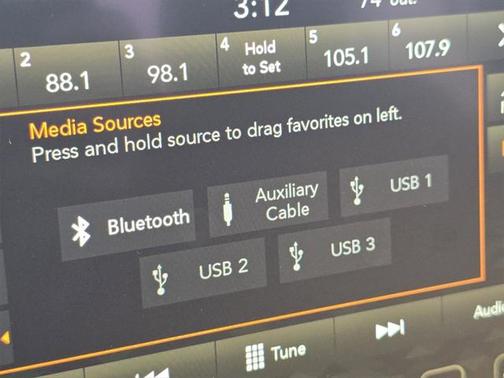 3:12
2
88.1
3
98.1
4
Hold
to Set
5
105.1
6
107.9
Media Sources
Press and hold source to drag favorites on left.
Bluetooth
Auxiliary
Cable
USB 1
USB 2
USB 3
Tune